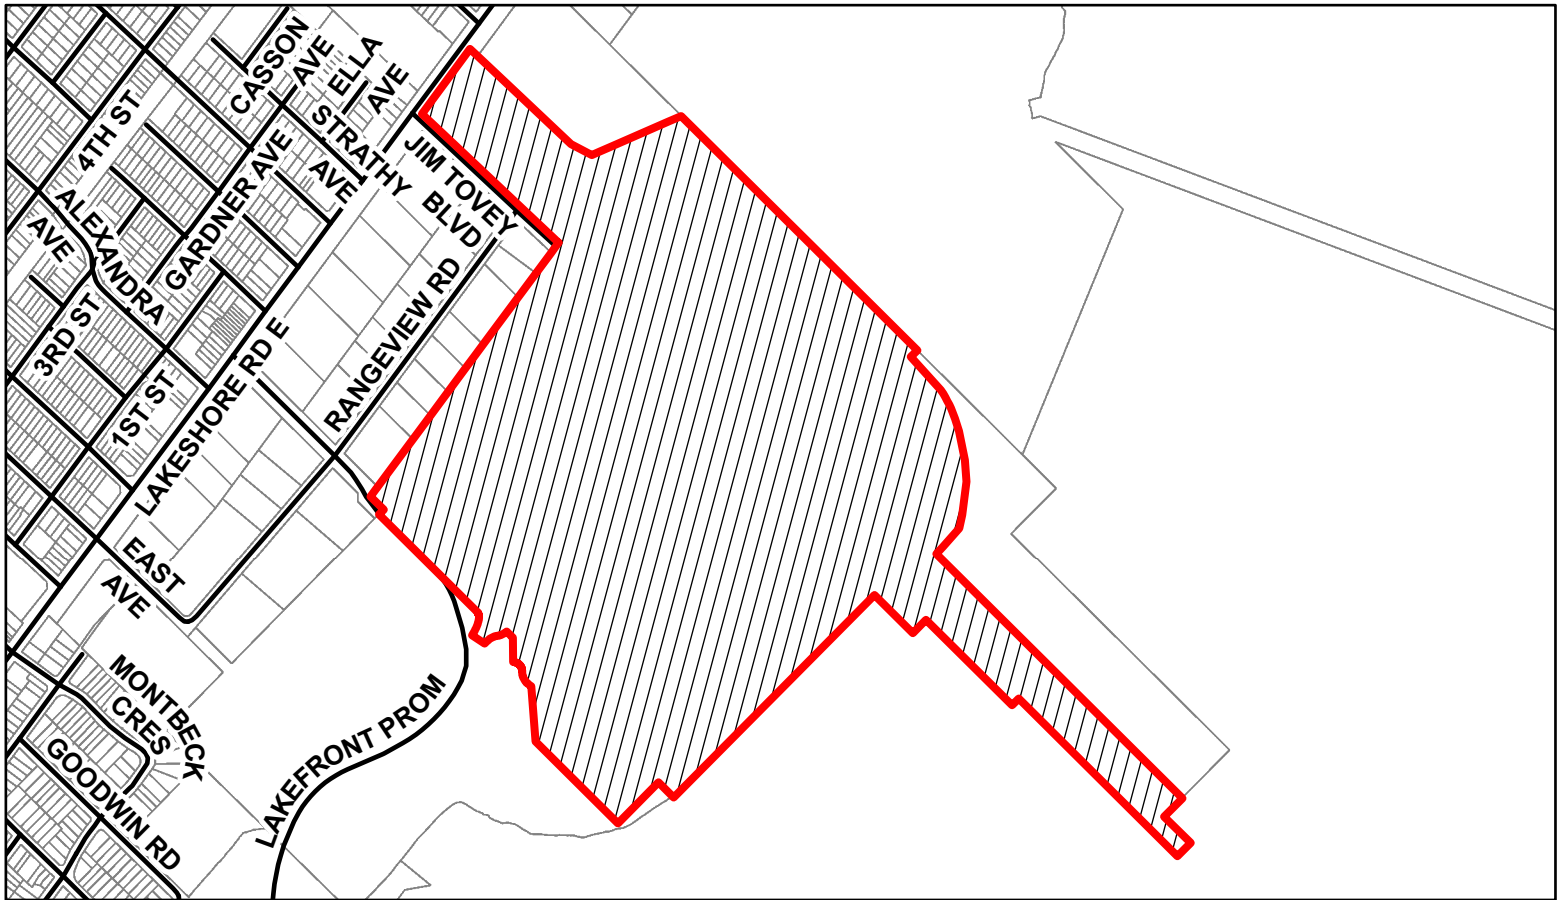 CASSON
AVE
ELLA
AVE
4TH ST
STRATHY
AVE
JIM TOVEY
BLVD
GARDNER AVE
ALEXANDRA
AVE
3RD ST
RANGEVIEW RD
LAKESHORE RD E
1ST ST
EAST
AVE
MONTBECK
CRES
LAKEFRONT PROM
GOODWIN RD